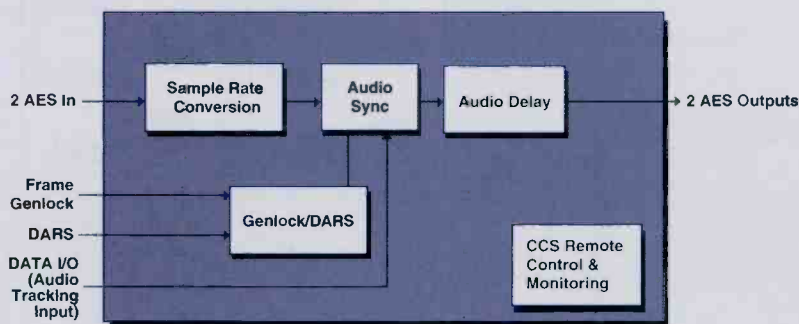 2 AES In
Sample Rate
Conversion
Audio
Sync
Audio Delay
2 AES Outputs
Frame
Genlock
DARS
Genlock/DARS
DATA I/O
(Audio
Tracking
Input)
CCS Remote
Control &
Monitoring